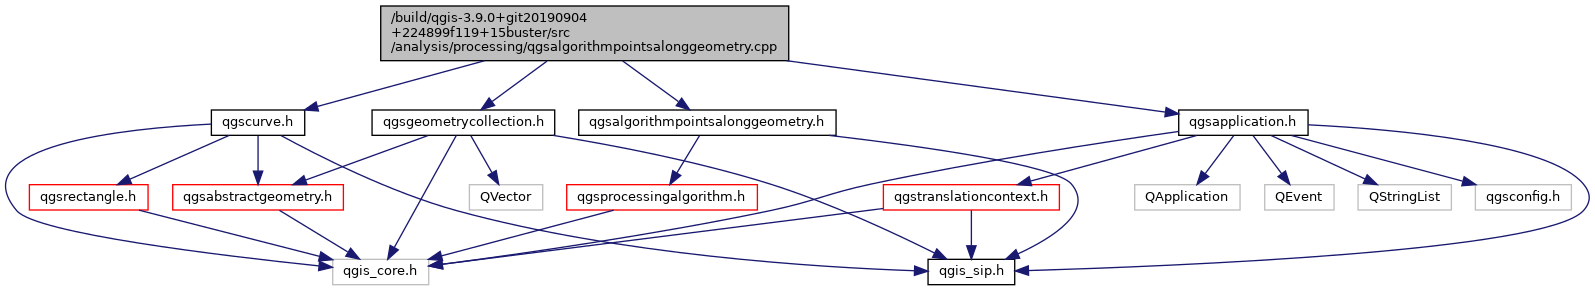 /build/qgis-3.9.0+git20190904
+224899f119+15buster/src
/analysis/processing/qgsalgorithmpointsalonggeometry.cpp
qgscurve.h
qgsgeometrycollection.h
qgsalgorithmpointsalonggeometry.h
qgsapplication.h
qgsrectangle.h
qgsabstractgeometry.h
QVector
qgsprocessingalgorithm.h
qgstranslationcontext.h
QApplication
QEvent
QStringList
qgsconfig.h
qgis_core.h
qgis_sip.h